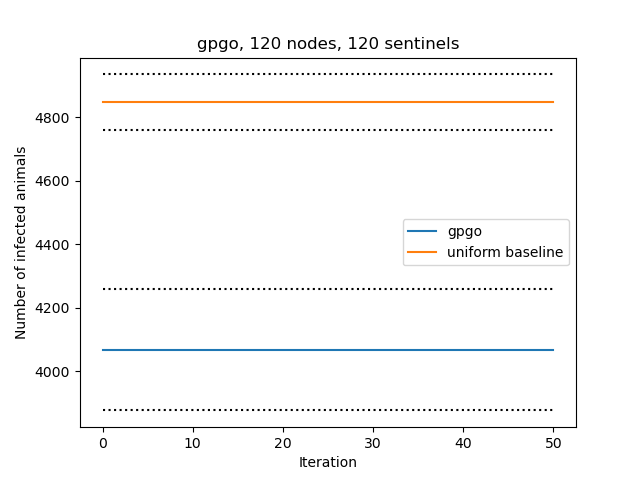 gpgo, 120 nodes, 120 sentinels
Number of infected animals
4800
4600
4400
4200
4000
gpgo
uniform baseline
0 10 20 30 40 50
Iteration